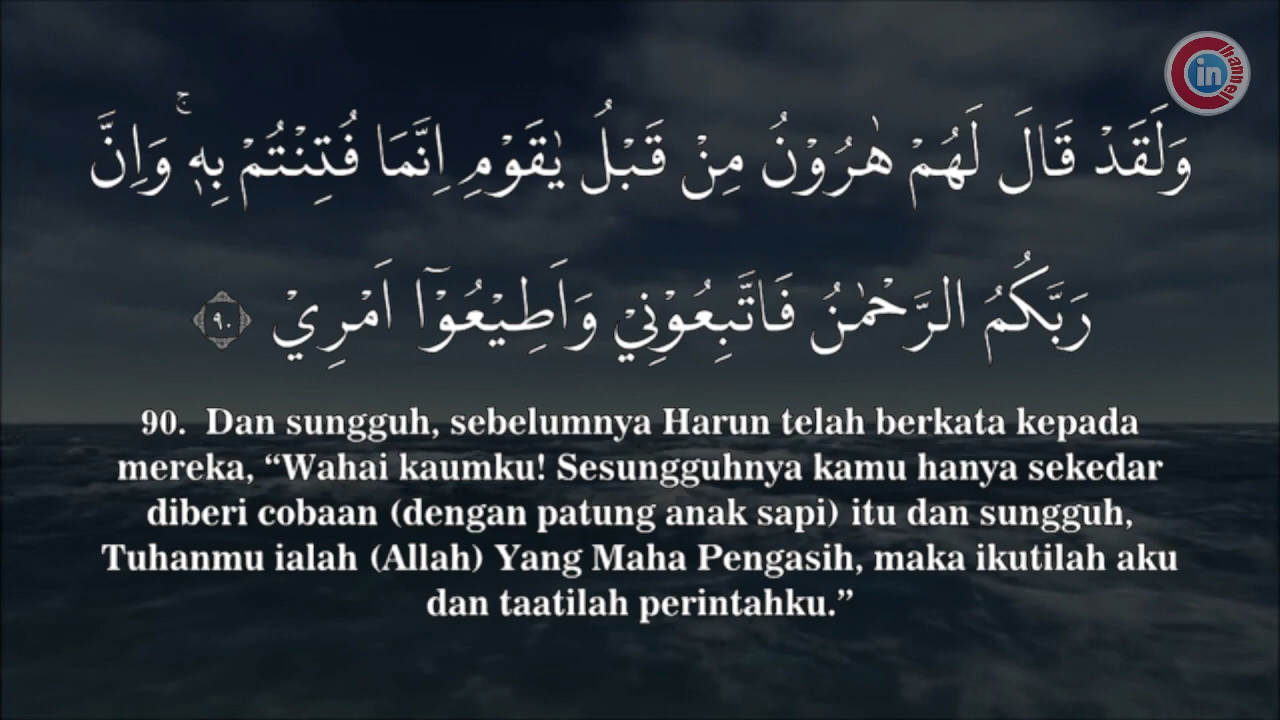 وَلَقَدْ قَالَ لَهُمْ هٰرُوْنُ مِنْ قَبْلُ يٰقَوْمِ اِنَّمَا فُتِنْتُمْ بِهٖۚ وَاِنَّ
رَبَّكُمُ الرَّحْمٰنُ فَاتَّبِعُوْنِيْ وَاَطِيْعُوْٓا اَمْرِيْ ٩٠
90. Dan sungguh, sebelumnya Harun telah berkata kepada
mereka, “Wahai kaumku! Sesungguhnya kamu hanya sekedar
diberi cobaan (dengan patung anak sapi) itu dan sungguh,
Tuhanmu ialah (Allah) Yang Maha Pengasih, maka ikutilah aku
dan taatilah perintahku.”
Channel
in